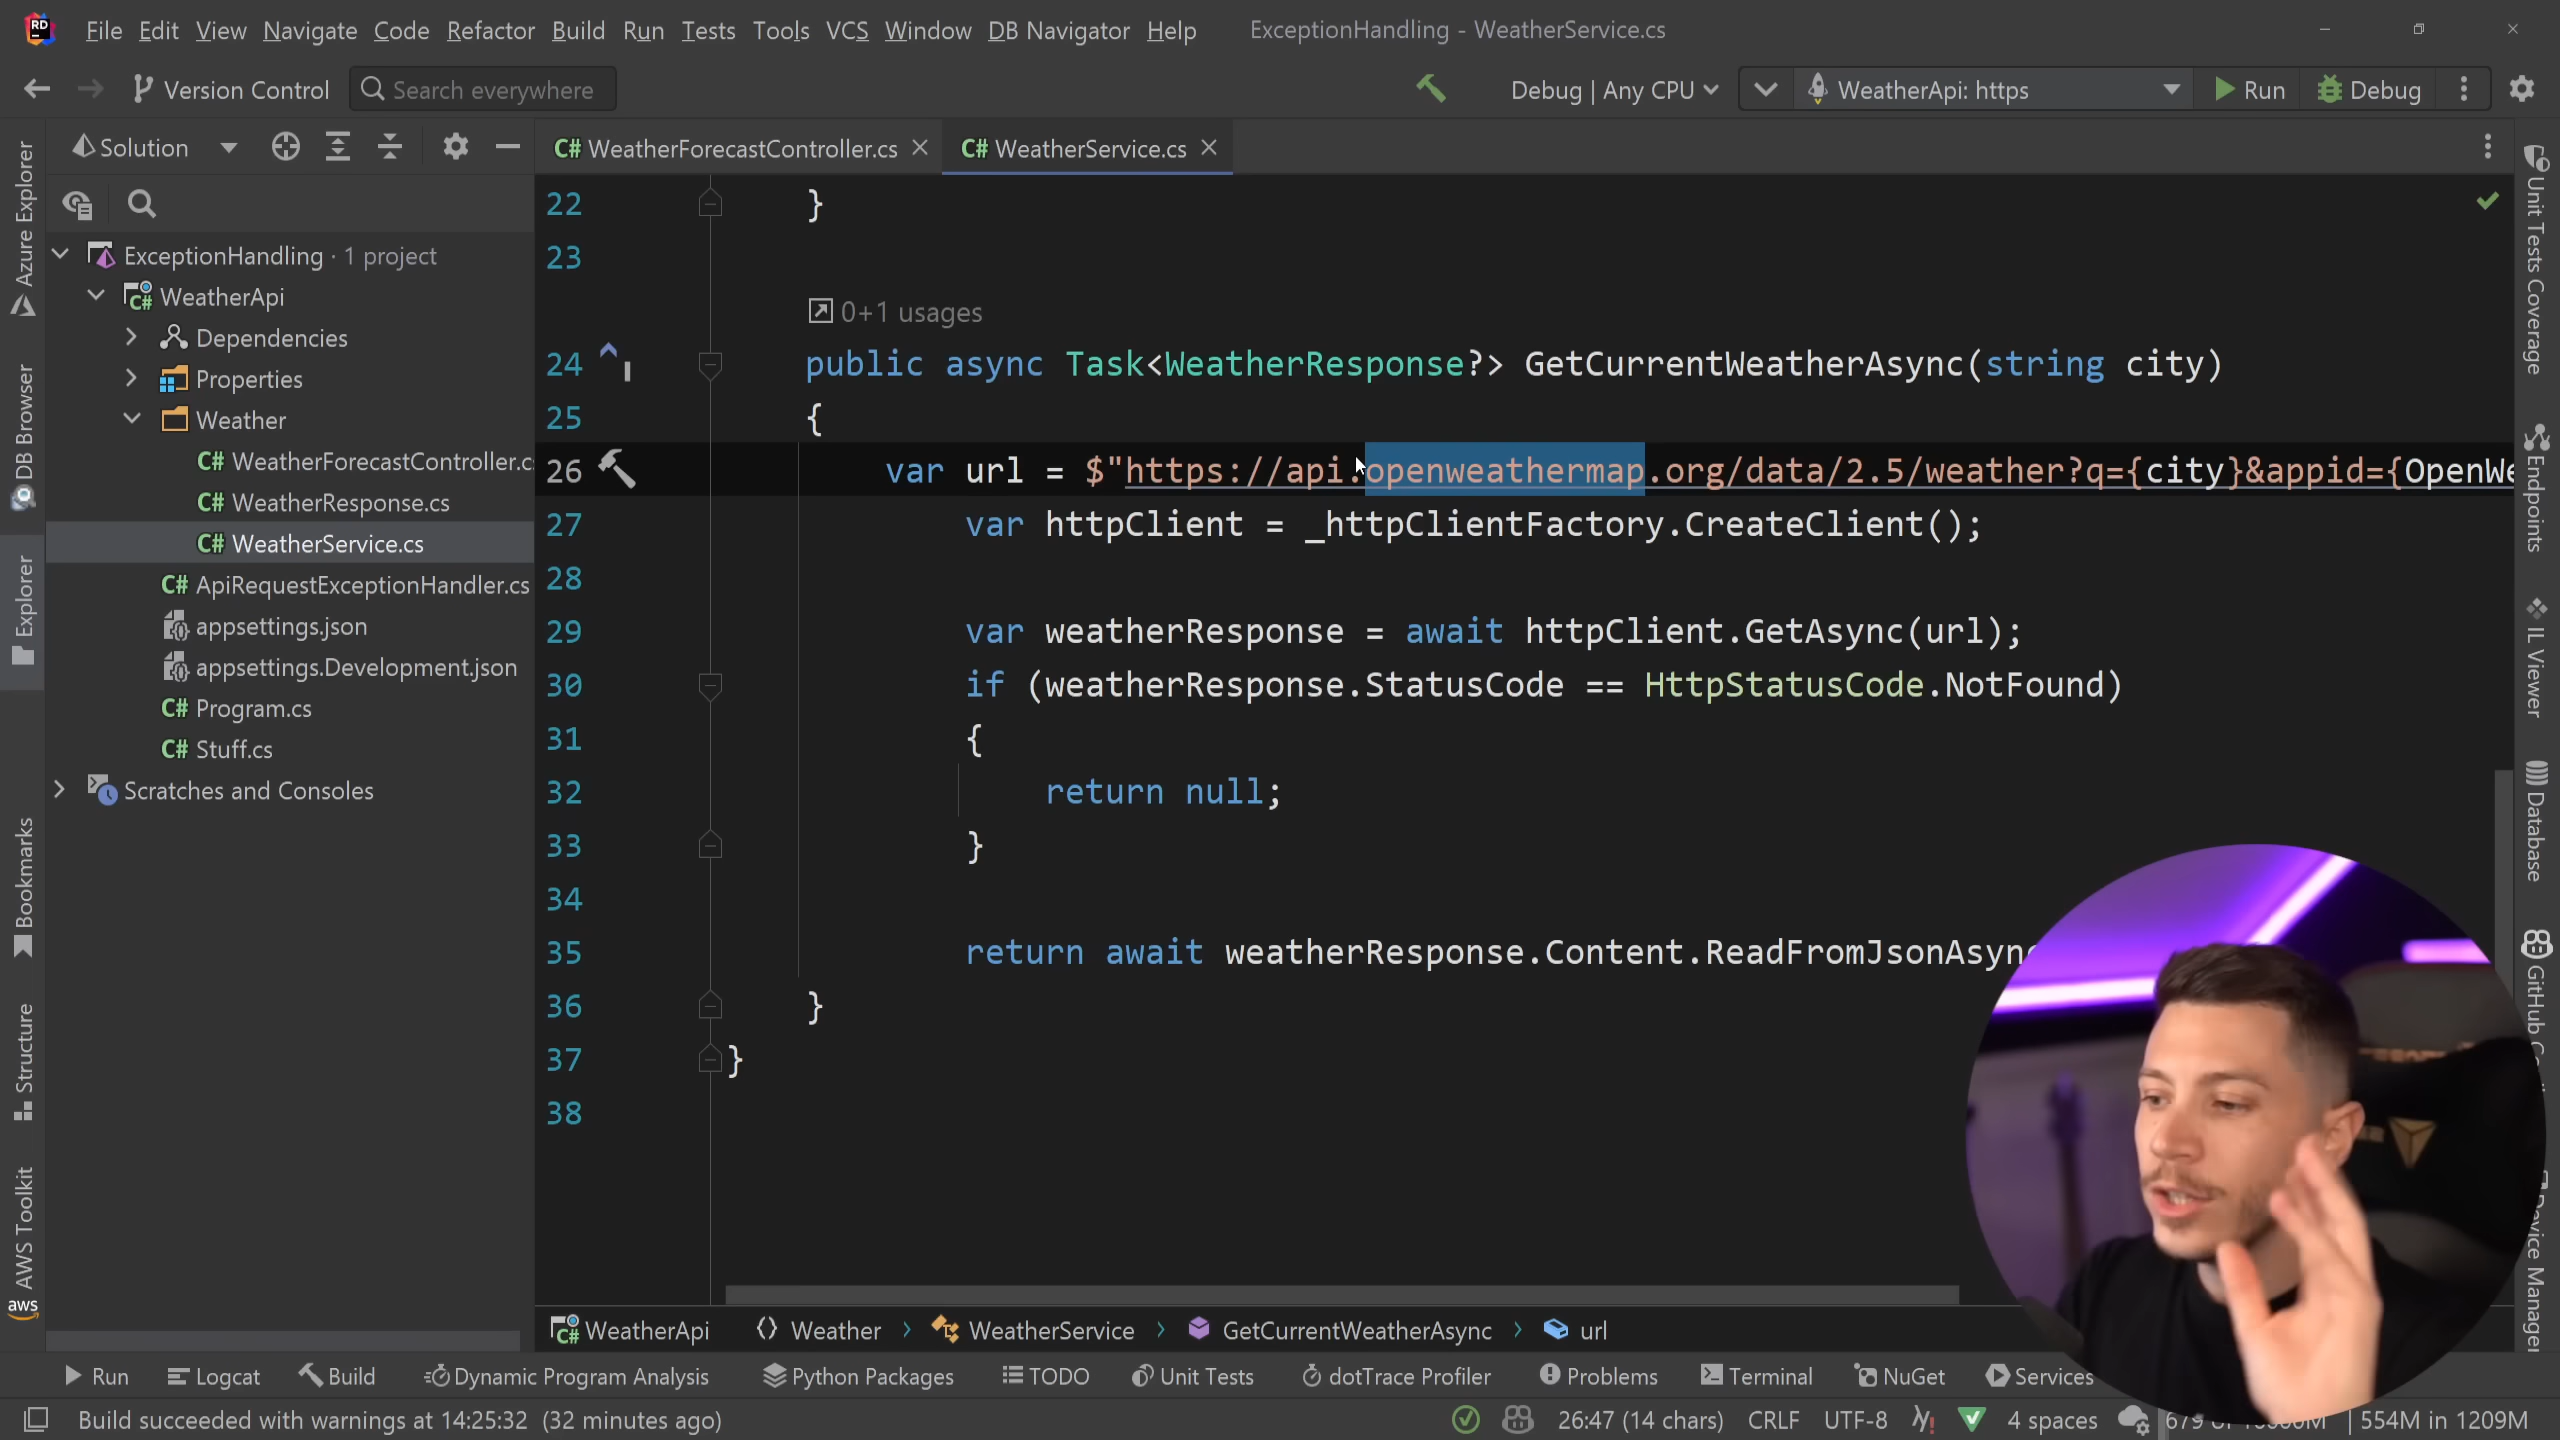 RD File Edit View Navigate Code Refactor Build Run Tests Tools VCS Window DB Navigator Help ExceptionHandling - WeatherService.cs
Version Control Search everywhere Debug | Any CPU WeatherApi: https Run Debug
Solution C# WeatherForecastController.cs C# WeatherService.cs
ExceptionHandling · 1 project
WeatherApi
Dependencies
Properties
Weather
C# WeatherForecastController.c
C# WeatherResponse.cs
C# WeatherService.cs
C# ApiRequestExceptionHandler.cs
appsettings.json
appsettings.Development.json
C# Program.cs
C# Stuff.cs
Scratches and Consoles
Azure Explorer
DB Browser
Explorer
Bookmarks
Structure
AWS Toolkit
aws
22 }
23
0+1 usages
24 public async Task<WeatherResponse?> GetCurrentWeatherAsync(string city)
25 {
26 var url = $"https://api.openweathermap.org/data/2.5/weather?q={city}&appid={OpenWe
27 var httpClient = _httpClientFactory.CreateClient();
28
29 var weatherResponse = await httpClient.GetAsync(url);
30 if (weatherResponse.StatusCode == HttpStatusCode.NotFound)
31 {
32 return null;
33 }
34
35 return await weatherResponse.Content.ReadFromJsonAsync
36 }
37 }
38
Unit Tests Coverage
Endpoints
IL Viewer
Database
GitHub
Device Manager
WeatherApi Weather WeatherService GetCurrentWeatherAsync url
Run Logcat Build Dynamic Program Analysis Python Packages TODO Unit Tests dotTrace Profiler Problems Terminal NuGet Services
Build succeeded with warnings at 14:25:32 (32 minutes ago) 26:47 (14 chars) CRLF UTF-8 4 spaces 554M in 1209M